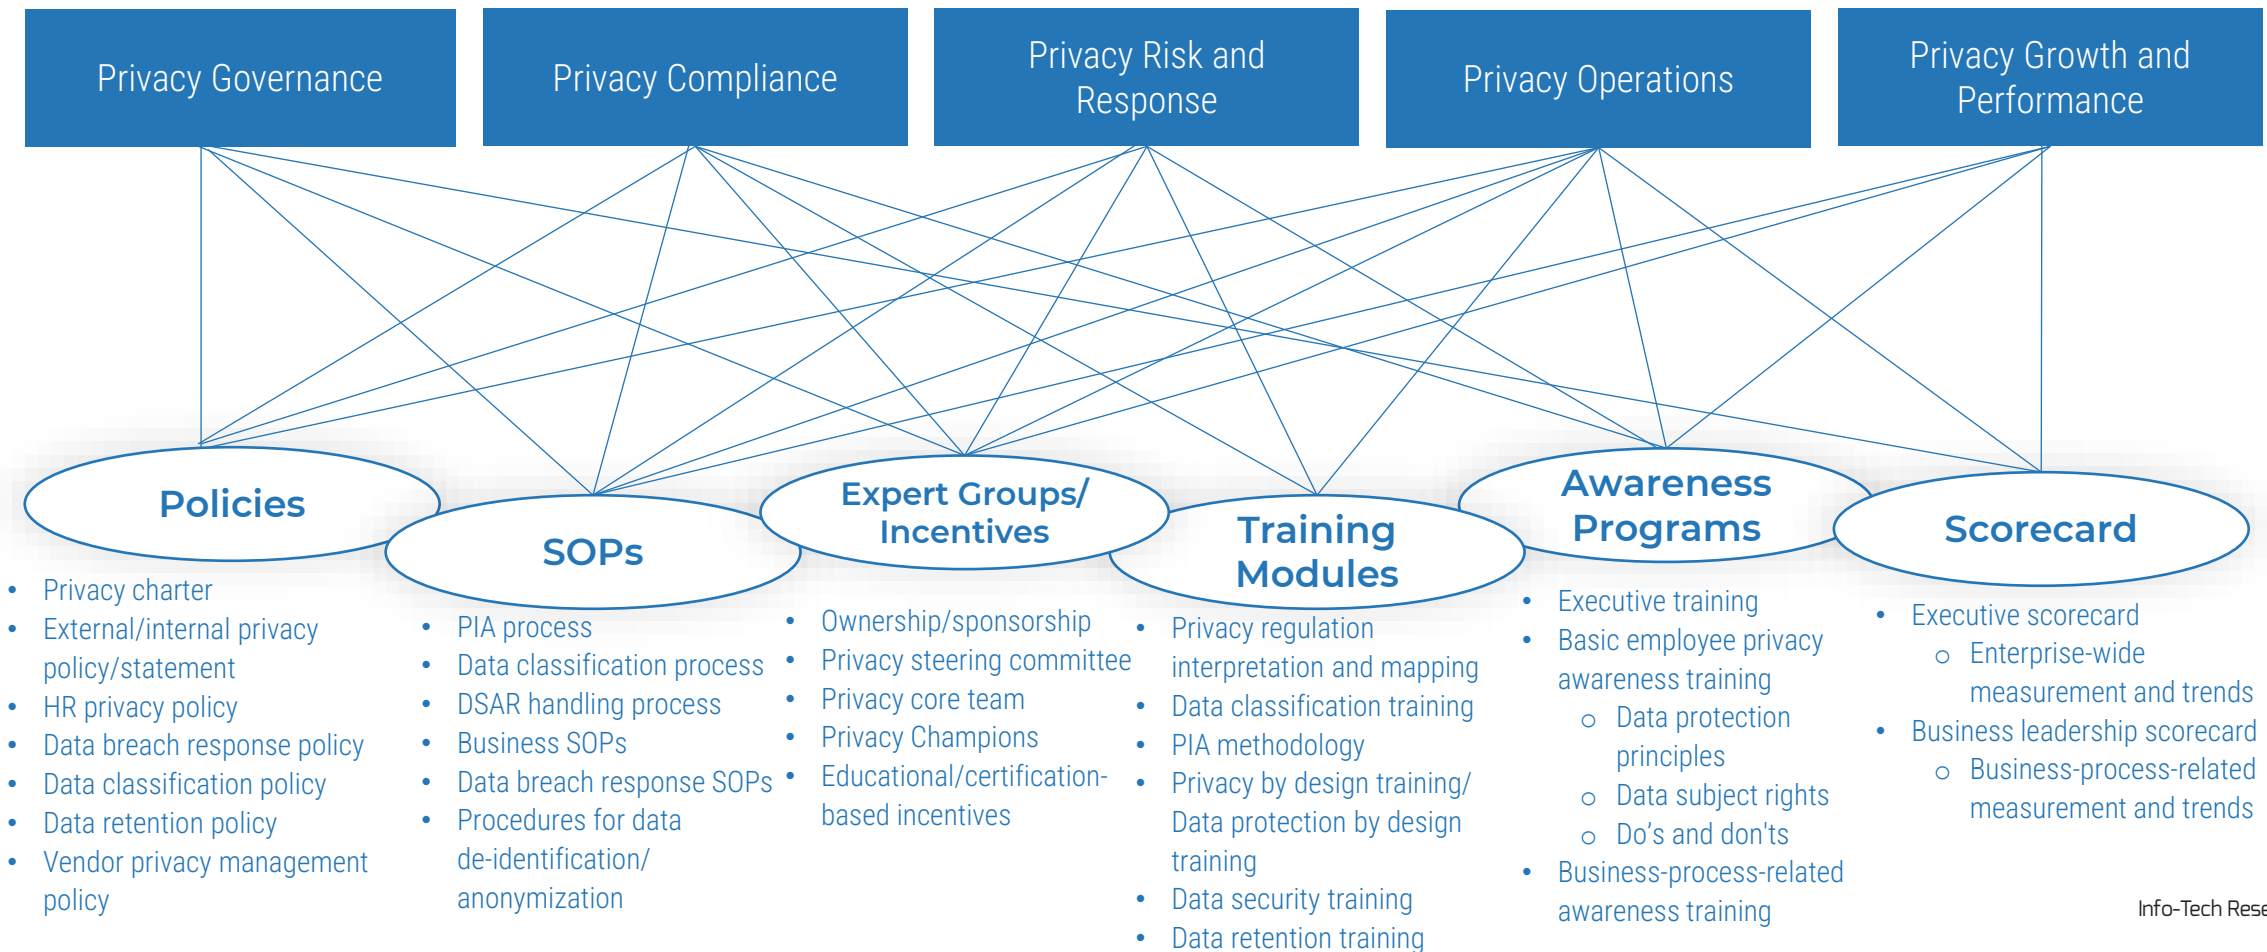 Privacy Governance
Privacy Compliance
Privacy Risk and
Response
Privacy Operations
Privacy Growth and
Performance
Policies
SOPs
Expert Groups/
Incentives
Training
Modules
Awareness
Programs
Scorecard
• Privacy charter
• External/internal privacy
policy/statement
• HR privacy policy
• Data breach response policy
• Data classification policy
• Data retention policy
• Vendor privacy management
policy
• PIA process
• Data classification process
• DSAR handling process
• Business SOPs
• Data breach response SOPs
• Procedures for data
de-identification/
anonymization
• Ownership/sponsorship
• Privacy steering committee
• Privacy core team
• Privacy Champions
• Educational/certification-
based incentives
• Privacy regulation
interpretation and mapping
• Data classification training
• PIA methodology
• Privacy by design training/
Data protection by design
training
• Data security training
• Data retention training
• Executive training
• Basic employee privacy
awareness training
o Data protection
principles
o Data subject rights
o Do’s and don'ts
• Business-process-related
awareness training
• Executive scorecard
o Enterprise-wide
measurement and trends
• Business leadership scorecard
o Business-process-related
measurement and trends
Info-Tech Rese